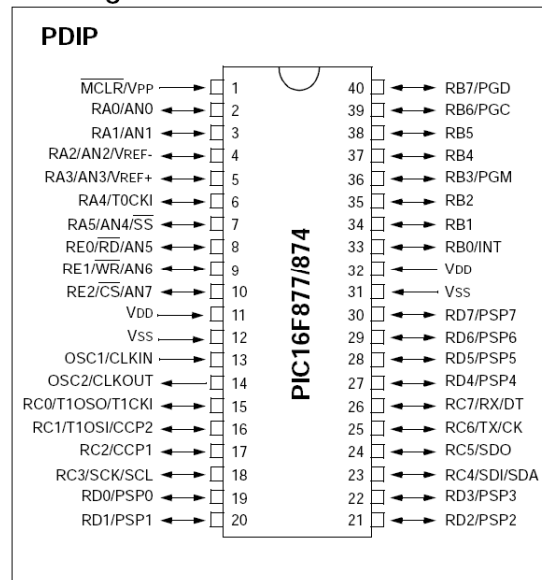 PDIP
MCLR/VPP 1
RA0/AN0 2
RA1/AN1 3
RA2/AN2/VREF- 4
RA3/AN3/VREF+ 5
RA4/T0CKI 6
RA5/AN4/SS 7
RE0/RD/AN5 8
RE1/WR/AN6 9
RE2/CS/AN7 10
VDD 11
VSS 12
OSC1/CLKIN 13
OSC2/CLKOUT 14
RC0/T1OSO/T1CKI 15
RC1/T1OSI/CCP2 16
RC2/CCP1 17
RC3/SCK/SCL 18
RD0/PSP0 19
RD1/PSP1 20
PIC16F877/874
40 RB7/PGD
39 RB6/PGC
38 RB5
37 RB4
36 RB3/PGM
35 RB2
34 RB1
33 RB0/INT
32 VDD
31 VSS
30 RD7/PSP7
29 RD6/PSP6
28 RD5/PSP5
27 RD4/PSP4
26 RC7/RX/DT
25 RC6/TX/CK
24 RC5/SDO
23 RC4/SDI/SDA
22 RD3/PSP3
21 RD2/PSP2